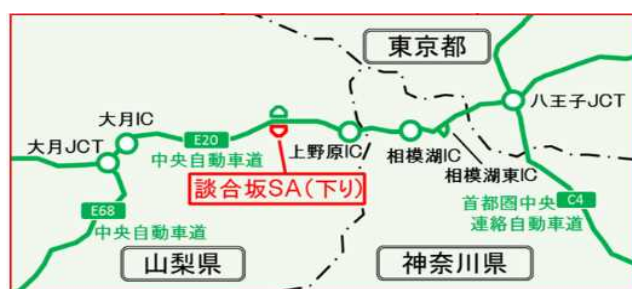 東京都
八王子JCT
大月IC
大月JCT
E20
中央自動車道
上野原IC
相模湖IC
相模湖東IC
談合坂SA(下り)
首都圏中央
連絡自動車道
C4
E68
中央自動車道
山梨県
神奈川県